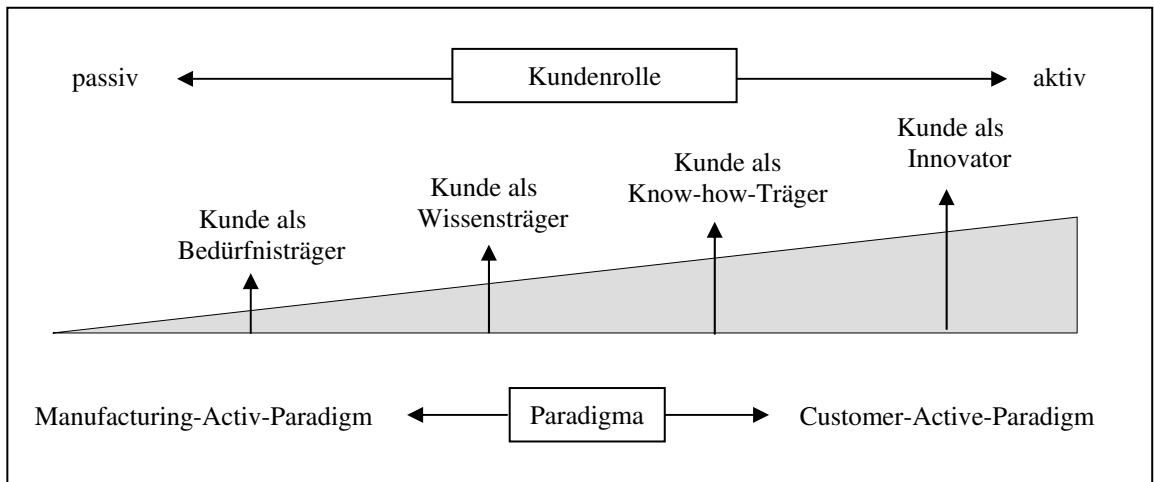 passiv
Kundenrolle
aktiv
Kunde als
Innovator
Kunde als
Know-how-Träger
Kunde als
Wissensträger
Kunde als
Bedürfnisträger
Manufacturing-Activ-Paradigm
Paradigma
Customer-Active-Paradigm